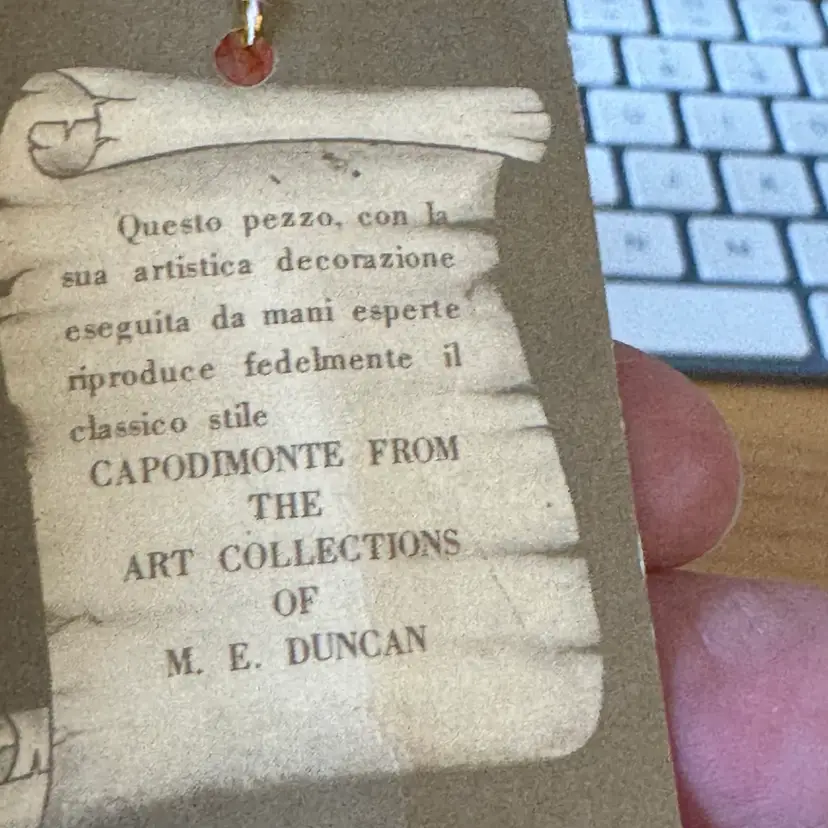 Questo pezzo, con la
sua artistica decorazione
eseguita da mani esperte
riproduce fedelmente il
classico stile
CAPODIMONTE FROM
THE
ART COLLECTIONS
OF
M. E. DUNCAN